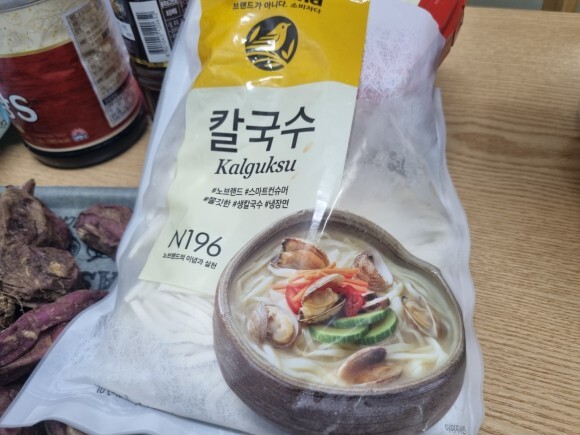 브랜드가 아니다. 소비자다
칼국수
Kalguksu
#노브랜드 #스마트컨슈머
#쫄깃한 #생칼국수 #냉장면
N196
노브랜드의 이념과 실천